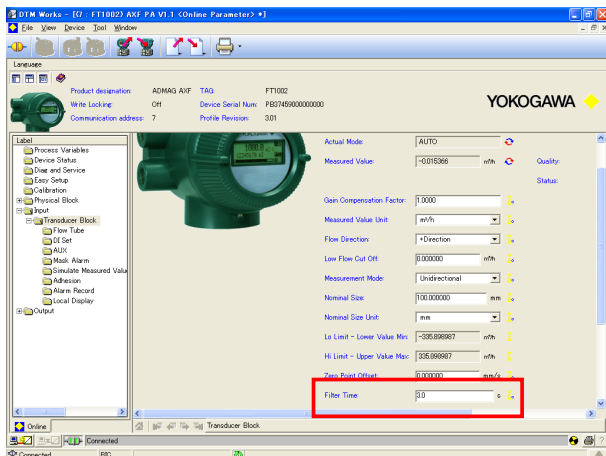 DTM Works - [(7 : FT1002) AXF PA V1.1 <Online Parameter> *]
File View Device Tool Window
Language
Product designation: ADMAG AXF TAG FT1002
Write Locking: Off Device Serial Num: PB37459000000000
Communication address: 7 Profile Revision: 3.01
YOKOGAWA
Label
Process Variables
Device Status
Diag and Service
Easy Setup
Calibration
Physical Block
Input
Transducer Block
Flow Tube
DI Set
AUX
Mask Alarm
Simulate Measured Valu
Adhesion
Alarm Record
Local Display
Output
Actual Mode: AUTO
Measured Value: -0.015366 m³/h Quality:
Status:
Gain Compensation Factor: 1.0000
Measured Value Unit: m³/h
Flow Direction: +Direction
Low Flow Cut Off: 0.000000 m³/h
Measurement Mode: Unidirectional
Nominal Size: 100.000000 mm
Nominal Size Unit: mm
Lo Limit - Lower Value Min: -335.898987 m³/h
Hi Limit - Upper Value Max: 335.898987 m³/h
Zero Point Offset: 0.000000 mm/s
Filter Time: 3.0 s
Online
Transducer Block
Connected
Connected